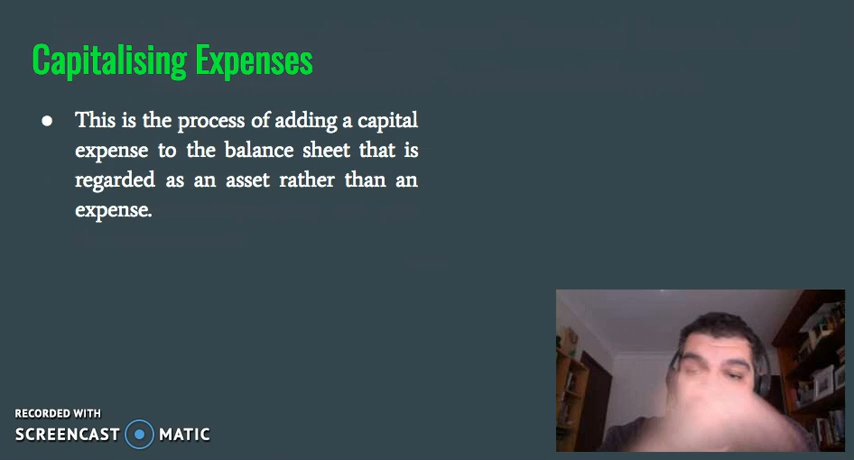 Capitalising Expenses
● This is the process of adding a capital
expense to the balance sheet that is
regarded as an asset rather than an
expense.
RECORDED WITH
SCREENCAST MATIC